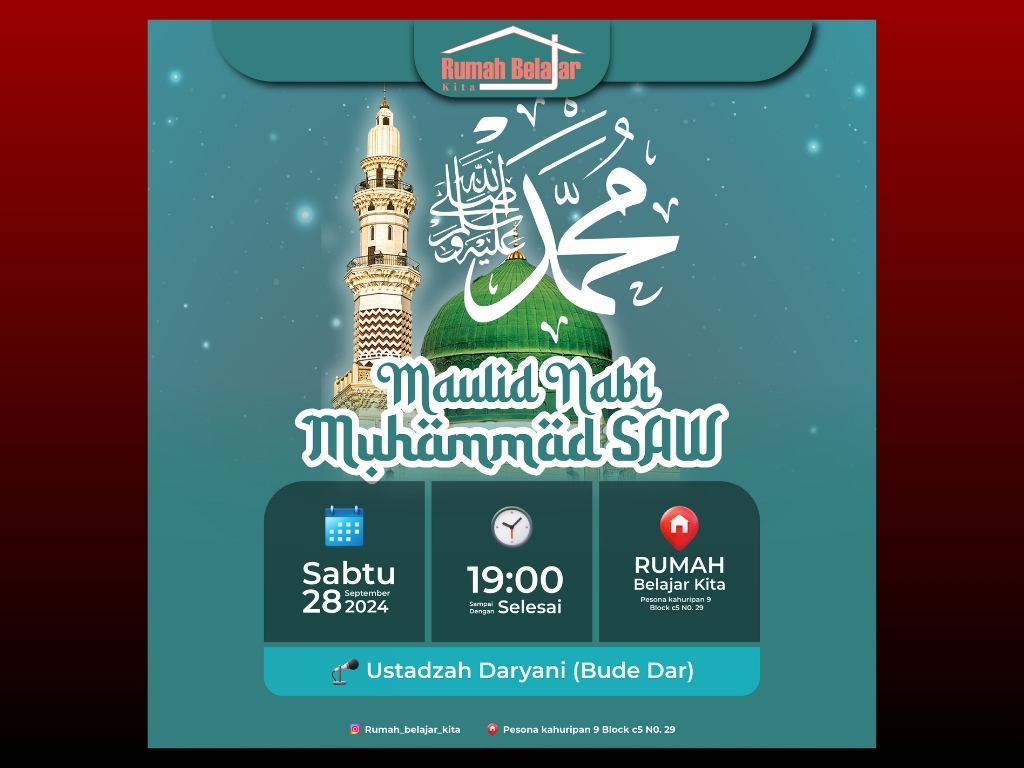 Rumah Belajar
Kita
محمد
صلى الله عليه وسلم
Maulid Nabi
Muhämmäd SAW
Sabtu
28 September 2024
19:00
Sampai Dengan Selesai
RUMAH
Belajar Kita
Pesona kahuripan 9
Block c5 N0. 29
Ustadzah Daryani (Bude Dar)
Rumah_belajar_kita
Pesona kahuripan 9 Block c5 N0. 29